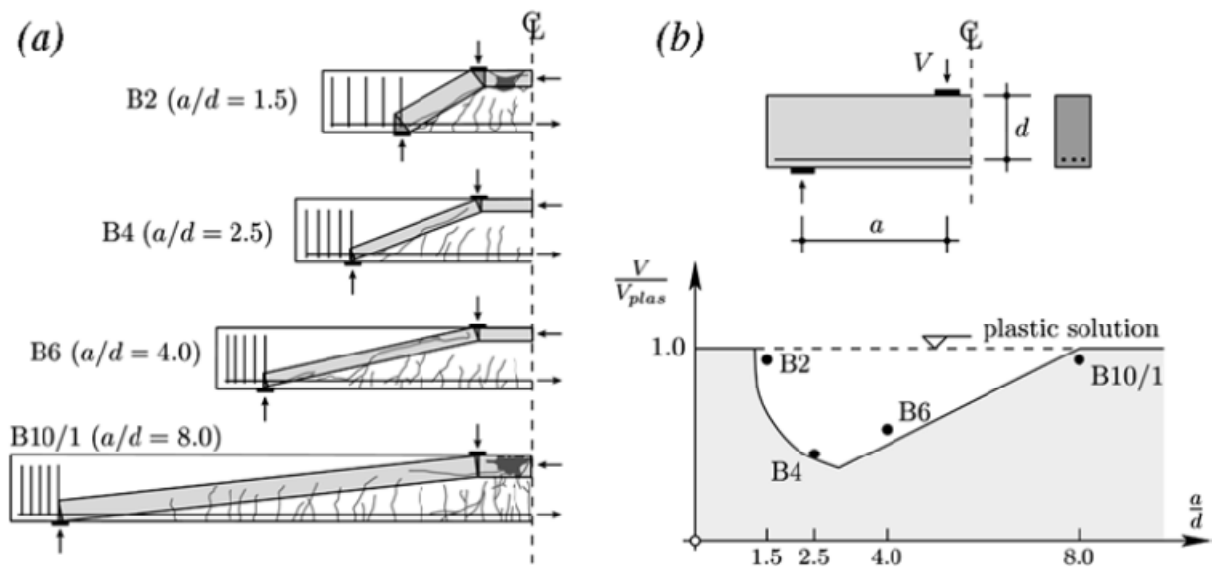 (a)
℄
B2 (a/d = 1.5)
B4 (a/d = 2.5)
B6 (a/d = 4.0)
B10/1 (a/d = 8.0)
(b)
℄
V
d
a
V
V_plas
plastic solution
1.0
B2
B10/1
B6
B4
a
d
1.5 2.5 4.0 8.0